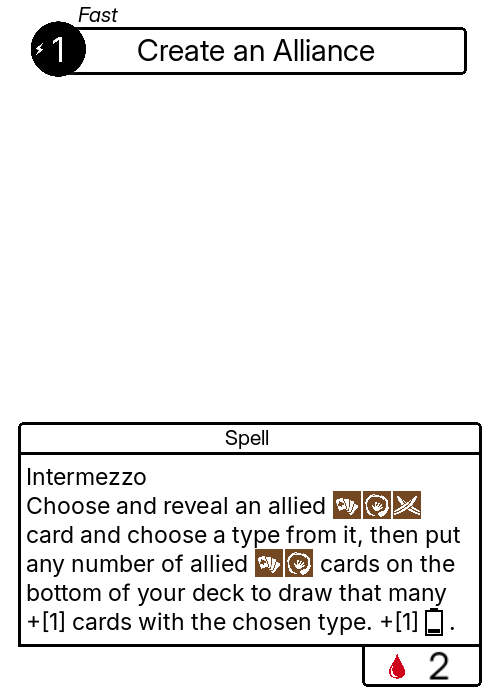 Fast
1
Create an Alliance
Spell
Intermezzo
Choose and reveal an allied
card and choose a type from it, then put
any number of allied cards on the
bottom of your deck to draw that many
+[1] cards with the chosen type. +[1] .
2